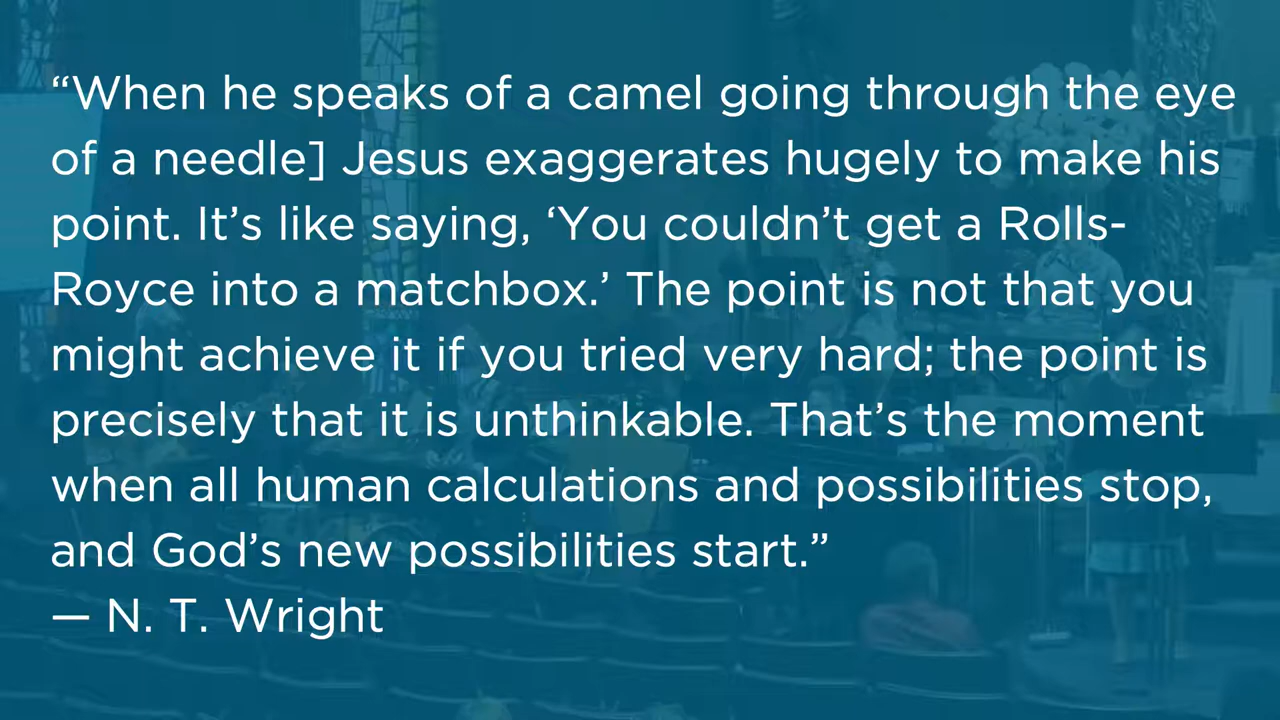 “When he speaks of a camel going through the eye
of a needle] Jesus exaggerates hugely to make his
point. It’s like saying, ‘You couldn’t get a Rolls-
Royce into a matchbox.’ The point is not that you
might achieve it if you tried very hard; the point is
precisely that it is unthinkable. That’s the moment
when all human calculations and possibilities stop,
and God’s new possibilities start.”
— N. T. Wright